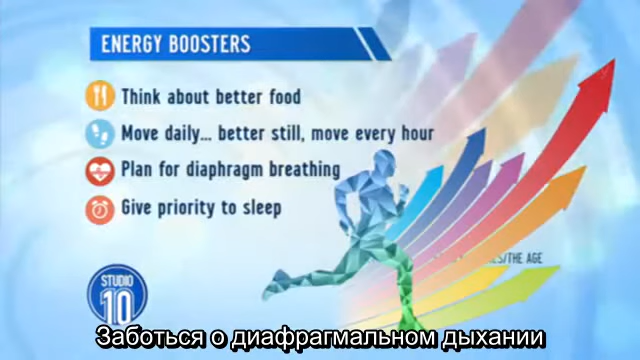 ENERGY BOOSTERS
Think about better food
Move daily... better still, move every hour
Plan for diaphragm breathing
Give priority to sleep
/THE AGE
STUDIO
10
Заботься о диафрагмальном дыхании